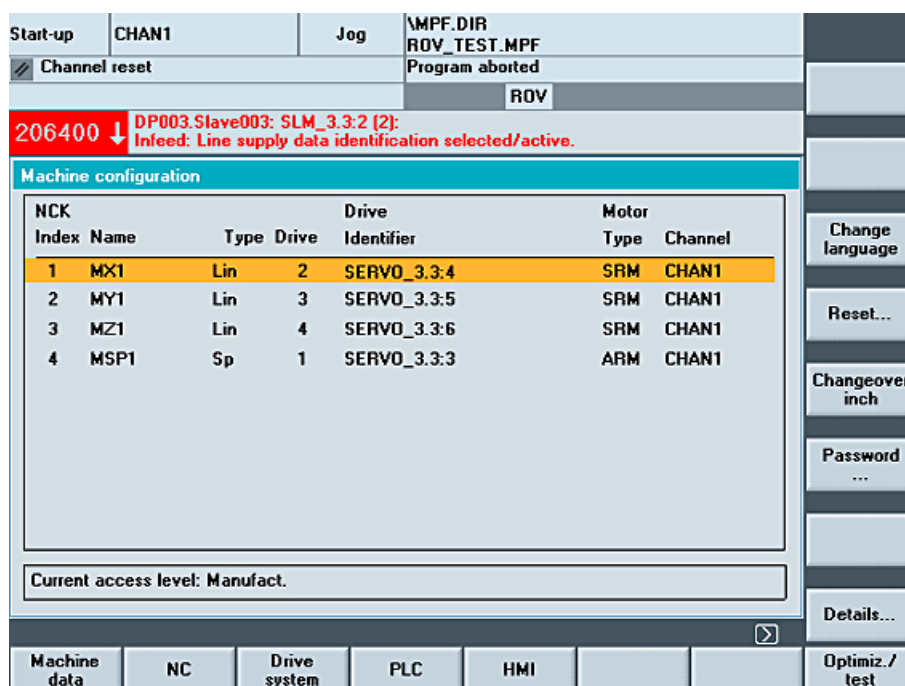 Start-up CHAN1 Jog \MPF.DIR
ROV_TEST.MPF
Channel reset Program aborted
ROV
206400 DP003.Slave003: SLM_3.3:2 (2):
Infeed: Line supply data identification selected/active.
Machine configuration
NCK Drive Motor
Index Name Type Drive Identifier Type Channel
1 MX1 Lin 2 SERVO_3.3:4 SRM CHAN1
2 MY1 Lin 3 SERVO_3.3:5 SRM CHAN1
3 MZ1 Lin 4 SERVO_3.3:6 SRM CHAN1
4 MSP1 Sp 1 SERVO_3.3:3 ARM CHAN1
Current access level: Manufact.
Change
language
Reset...
Changeover
inch
Password
...
Details...
Machine
data
NC
Drive
system
PLC
HMI
Optimiz./
test